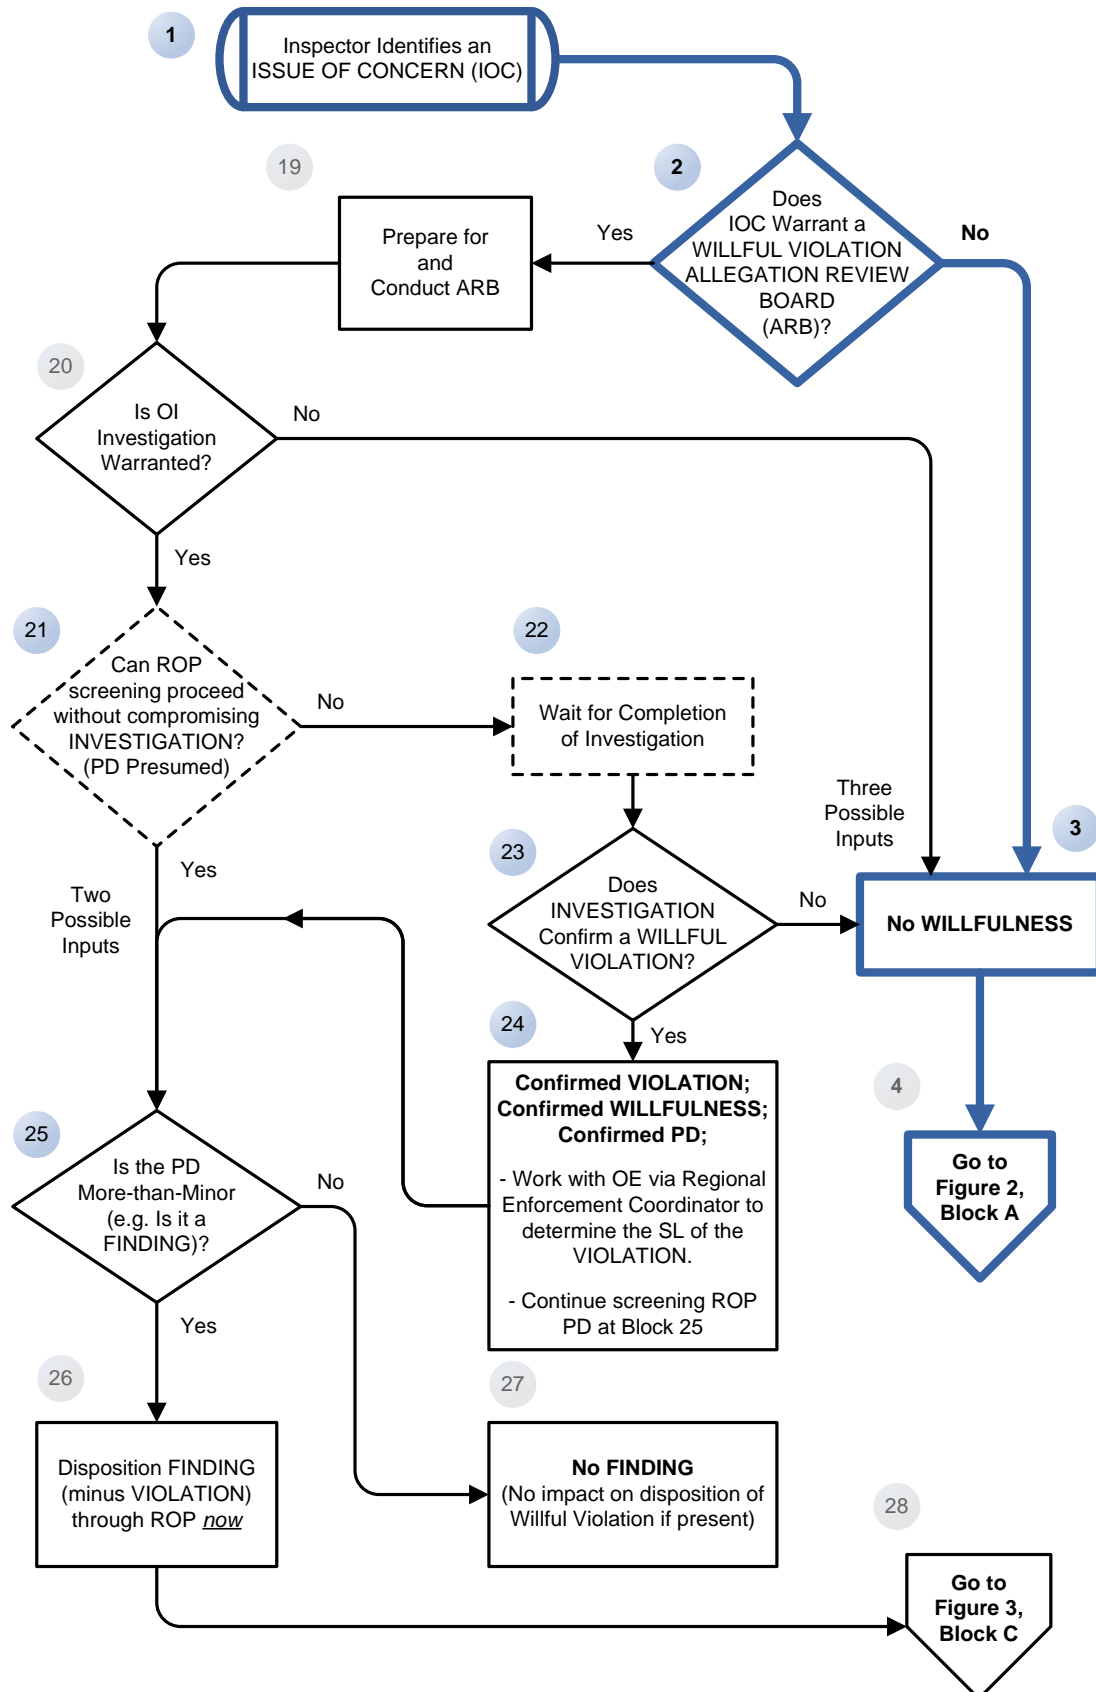 1
Inspector Identifies an
ISSUE OF CONCERN (IOC)
19
2
Does
IOC Warrant a
WILLFUL VIOLATION
ALLEGATION REVIEW
BOARD
(ARB)?
Yes
No
Prepare for
and
Conduct ARB
20
Is OI
Investigation
Warranted?
No
Yes
21
Can ROP
screening proceed
without compromising
INVESTIGATION?
(PD Presumed)
No
Yes
22
Wait for Completion
of Investigation
Three
Possible
Inputs
3
No WILLFULNESS
23
Does
INVESTIGATION
Confirm a WILLFUL
VIOLATION?
No
Yes
Two
Possible
Inputs
24
Confirmed VIOLATION;
Confirmed WILLFULNESS;
Confirmed PD;
- Work with OE via Regional
Enforcement Coordinator to
determine the SL of the
VIOLATION.
- Continue screening ROP
PD at Block 25
4
Go to
Figure 2,
Block A
25
Is the PD
More-than-Minor
(e.g. Is it a
FINDING)?
No
Yes
26
Disposition FINDING
(minus VIOLATION)
through ROP now
27
No FINDING
(No impact on disposition of
Willful Violation if present)
28
Go to
Figure 3,
Block C